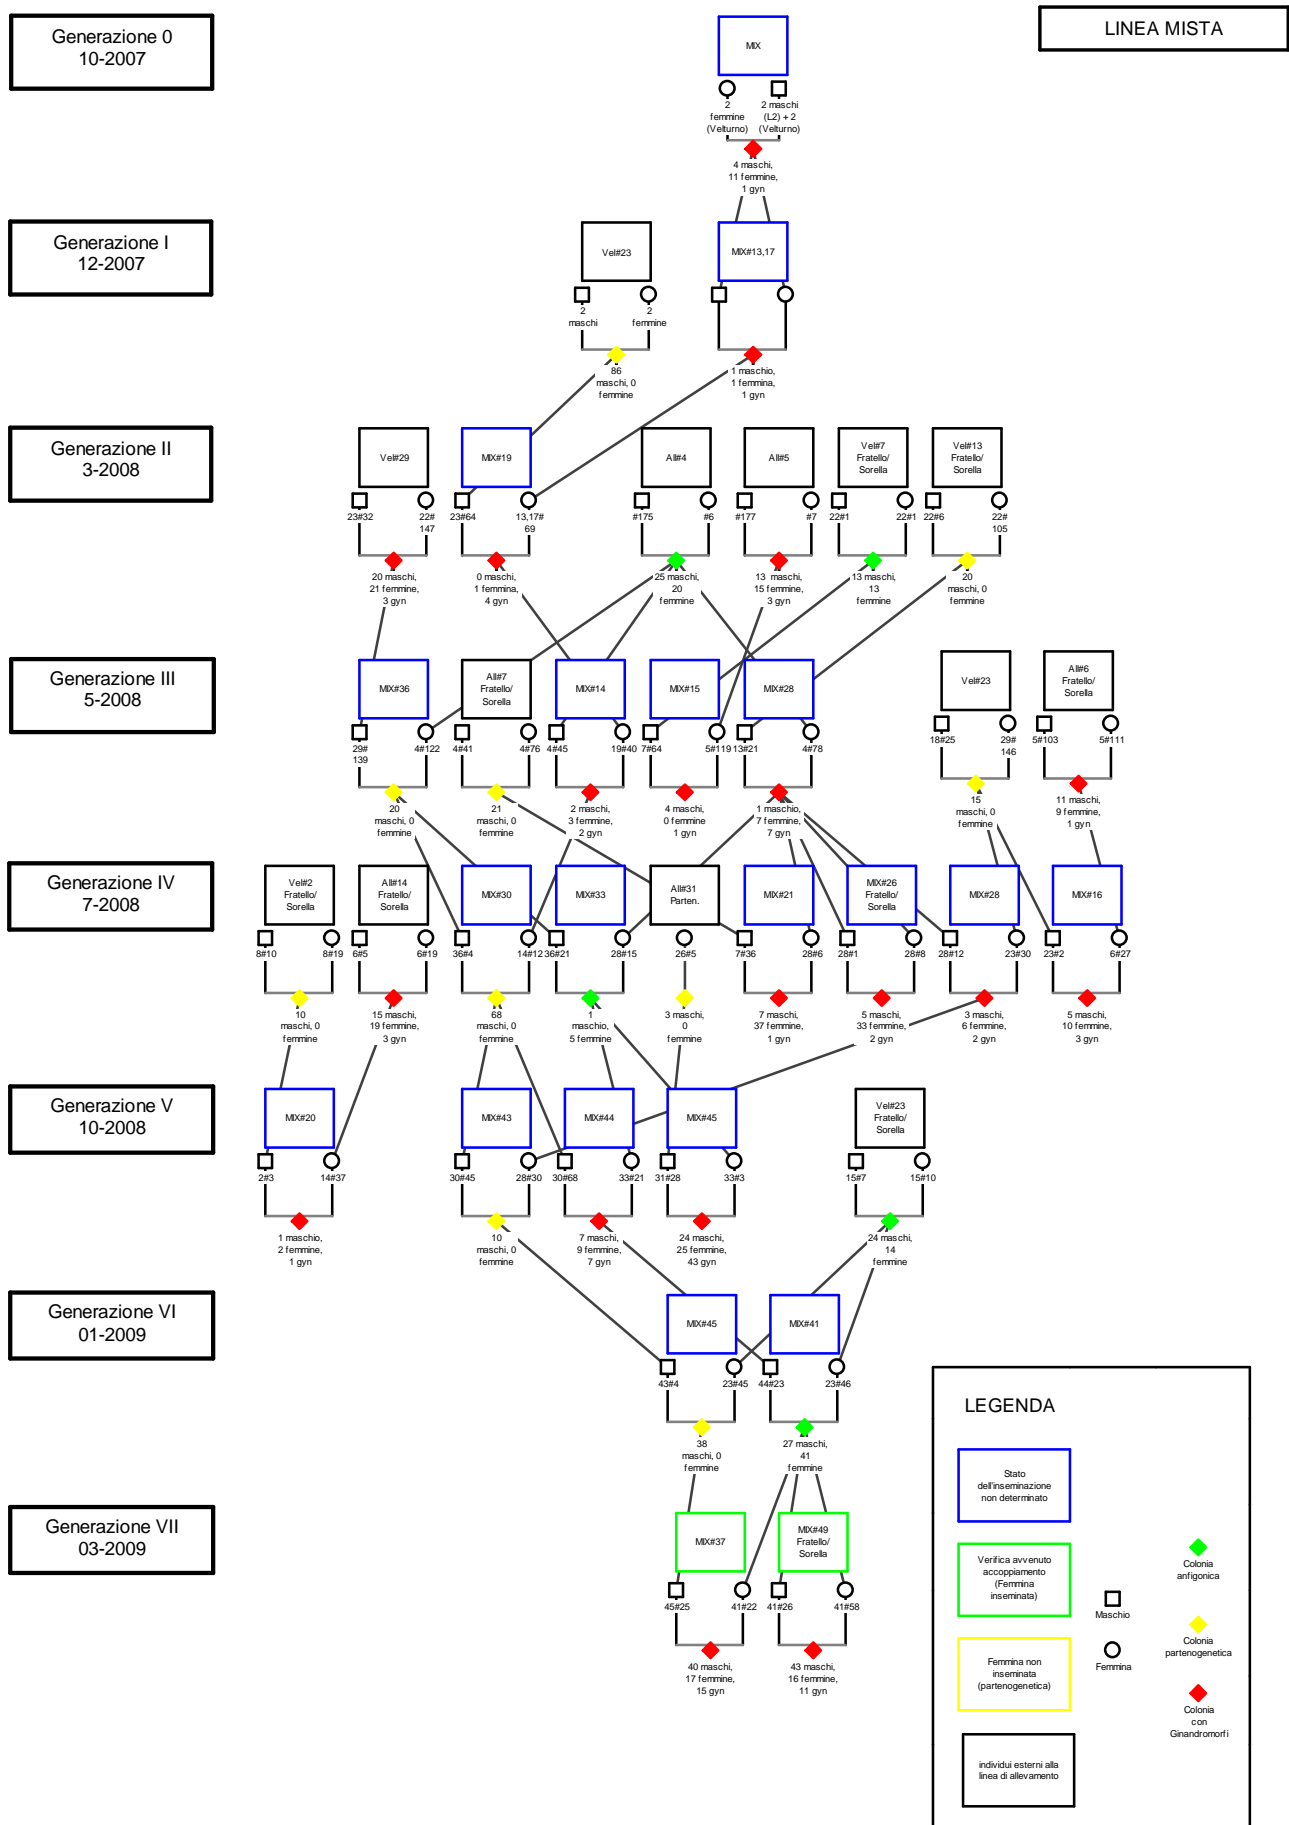 Generazione 0
10-2007
LINEA MISTA
MIX
2
femmine
(Velturno)
2 maschi
(L2) + 2
(Velturno)
4 maschi,
11 femmine,
1 gyn
Generazione I
12-2007
Vel#23
MIX#13,17
2
maschi
2
femmine
86
maschi, 0
femmine
1 maschio,
1 femmina,
1 gyn
Generazione II
3-2008
Vel#29
MIX#19
All#4
All#5
Vel#7
Fratello/
Sorella
Vel#13
Fratello/
Sorella
23#32
22#
147
23#64
13,17#
69
#175
#6
#177
#7
22#1
22#1
22#6
22#
105
20 maschi,
21 femmine,
3 gyn
0 maschi,
1 femmina,
4 gyn
25 maschi,
20
femmine
13 maschi,
15 femmine,
3 gyn
13 maschi,
13
femmine
20
maschi, 0
femmine
Generazione III
5-2008
MIX#36
All#7
Fratello/
Sorella
MIX#14
MIX#15
MIX#28
Vel#23
All#6
Fratello/
Sorella
29#
139
4#122
4#41
4#76
4#45
19#40
7#64
5#119
13#21
4#78
18#25
29#
146
5#103
5#111
20
maschi, 0
femmine
21
maschi, 0
femmine
2 maschi,
3 femmine,
2 gyn
4 maschi,
0 femmine
1 gyn
1 maschio,
7 femmine,
7 gyn
15
maschi, 0
femmine
11 maschi,
9 femmine,
1 gyn
Generazione IV
7-2008
Vel#2
Fratello/
Sorella
All#14
Fratello/
Sorella
MIX#30
MIX#33
All#31
Parten.
MIX#21
MIX#26
Fratello/
Sorella
MIX#28
MIX#16
8#10
8#19
6#5
6#19
36#4
14#12
36#21
28#15
26#5
7#36
28#6
28#1
28#8
28#12
23#30
23#2
6#27
10
maschi, 0
femmine
15 maschi,
19 femmine,
3 gyn
68
maschi, 0
femmine
1
maschio,
5 femmine
3 maschi,
0
femmine
7 maschi,
37 femmine,
1 gyn
5 maschi,
33 femmine,
2 gyn
3 maschi,
6 femmine,
2 gyn
5 maschi,
10 femmine,
3 gyn
Generazione V
10-2008
MIX#20
MIX#43
MIX#44
MIX#45
Vel#23
Fratello/
Sorella
2#3
14#37
30#45
28#30
30#68
33#21
31#28
33#3
15#7
15#10
1 maschio,
2 femmine,
1 gyn
10
maschi, 0
femmine
7 maschi,
9 femmine,
7 gyn
24 maschi,
25 femmine,
43 gyn
24 maschi,
14
femmine
Generazione VI
01-2009
MIX#45
MIX#41
43#4
23#45
44#23
23#46
38
maschi, 0
femmine
27 maschi,
41
femmine
Generazione VII
03-2009
MIX#37
MIX#49
Fratello/
Sorella
45#25
41#22
41#26
41#58
40 maschi,
17 femmine,
15 gyn
43 maschi,
16 femmine,
11 gyn
LEGENDA
Stato
dell'inseminazione
non determinato
Verifica avvenuto
accoppiamento
(Femmina
inseminata)
Femmina non
inseminata
(partenogenetica)
individui esterni alla
linea di allevamento
Maschio
Femmina
Colonia
anfigonica
Colonia
partenogenetica
Colonia
con
Ginandromorfi